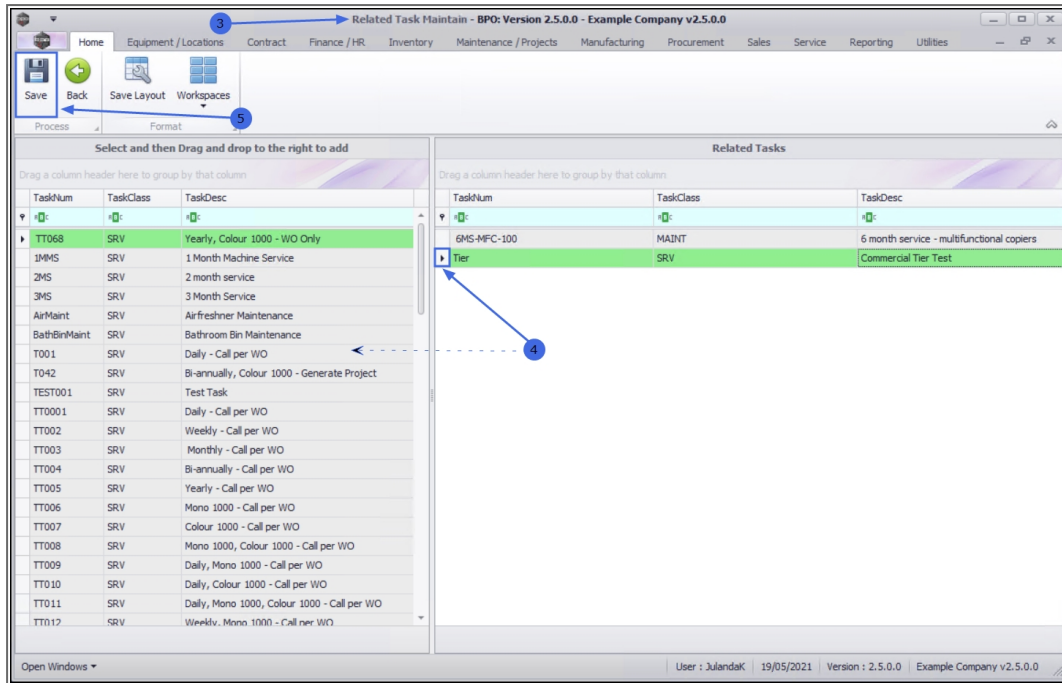 3
Related Task Maintain - BPO: Version 2.5.0.0 - Example Company v2.5.0.0
Home Equipment / Locations Contract Finance / HR Inventory Maintenance / Projects Manufacturing Procurement Sales Service Reporting Utilities
Save Back Save Layout Workspaces
5
Process Format
Select and then Drag and drop to the right to add Related Tasks
Drag a column header here to group by that column Drag a column header here to group by that column
TaskNum TaskClass TaskDesc TaskNum TaskClass TaskDesc
TT068 SRV Yearly, Colour 1000 - WO Only 6MS-MFC-100 MAINT 6 month service - multifunctional copiers
1MMS SRV 1 Month Machine Service Tier SRV Commercial Tier Test
2MS SRV 2 month service
3MS SRV 3 Month Service
AirMaint SRV Airfreshner Maintenance
BathBinMaint SRV Bathroom Bin Maintenance
T001 SRV Daily - Call per WO 4
T042 SRV Bi-annually, Colour 1000 - Generate Project
TEST001 SRV Test Task
TT0001 SRV Daily - Call per WO
TT002 SRV Weekly - Call per WO
TT003 SRV Monthly - Call per WO
TT004 SRV Bi-annually - Call per WO
TT005 SRV Yearly - Call per WO
TT006 SRV Mono 1000 - Call per WO
TT007 SRV Colour 1000 - Call per WO
TT008 SRV Mono 1000, Colour 1000 - Call per WO
TT009 SRV Daily, Mono 1000 - Call per WO
TT010 SRV Daily, Colour 1000 - Call per WO
TT011 SRV Daily, Mono 1000, Colour 1000 - Call per WO
TT012 SRV Weekly, Mono 1000 - Call per WO
Open Windows User : JulandaK 19/05/2021 Version : 2.5.0.0 Example Company v2.5.0.0